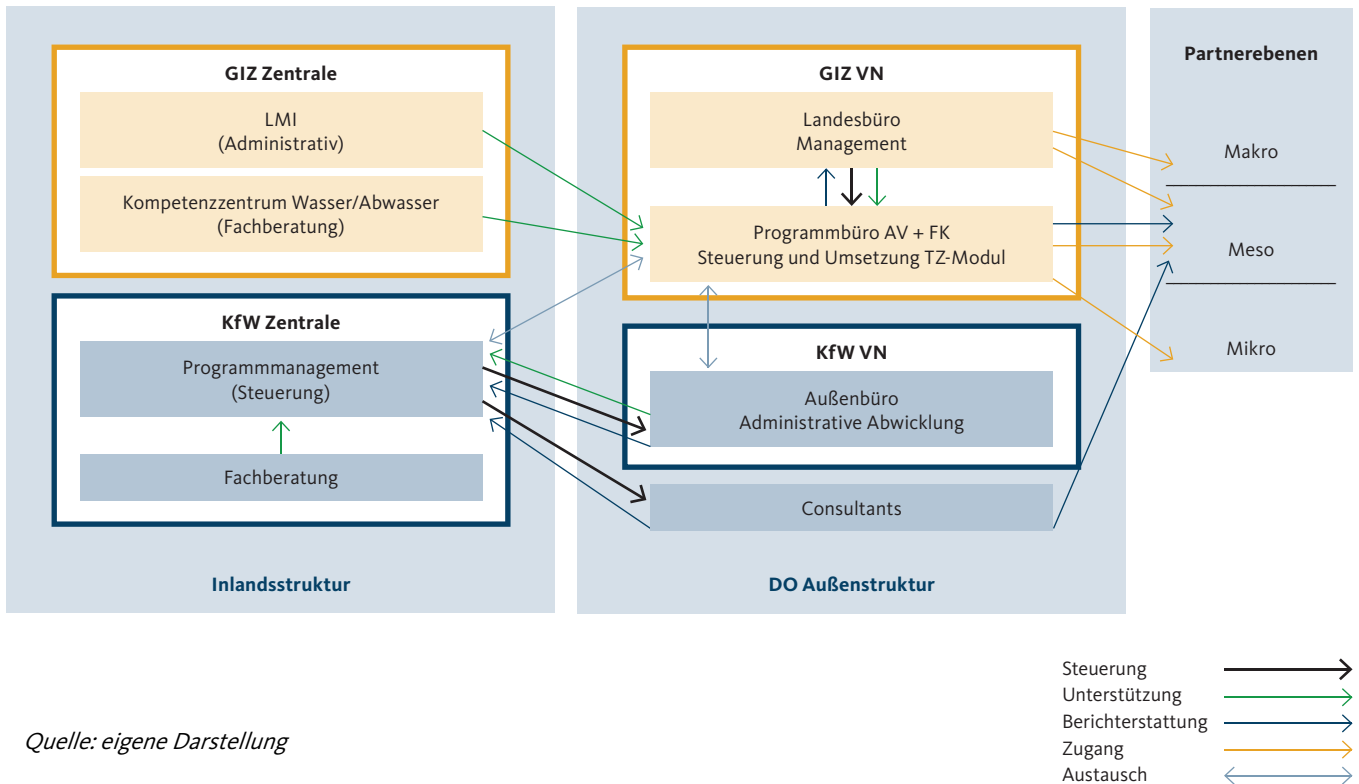 GIZ Zentrale
LMI
(Administrativ)
Kompetenzzentrum Wasser/Abwasser
(Fachberatung)
KfW Zentrale
Programmmanagement
(Steuerung)
Fachberatung
Inlandsstruktur
GIZ VN
Landesbüro
Management
Programmbüro AV + FK
Steuerung und Umsetzung TZ-Modul
KfW VN
Außenbüro
Administrative Abwicklung
Consultants
DO Außenstruktur
Partnerebenen
Makro
Meso
Mikro
Steuerung
Unterstützung
Berichterstattung
Zugang
Austausch
Quelle: eigene Darstellung